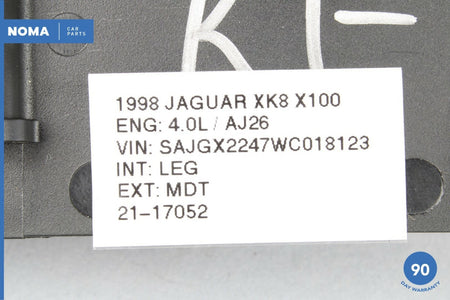 NOMA CAR PARTS
KL-
1998 JAGUAR XK8 X100
ENG: 4.0L / AJ26
VIN: SAJGX2247WC018123
INT: LEG
EXT: MDT
21-17052
90
DAY WARRANTY